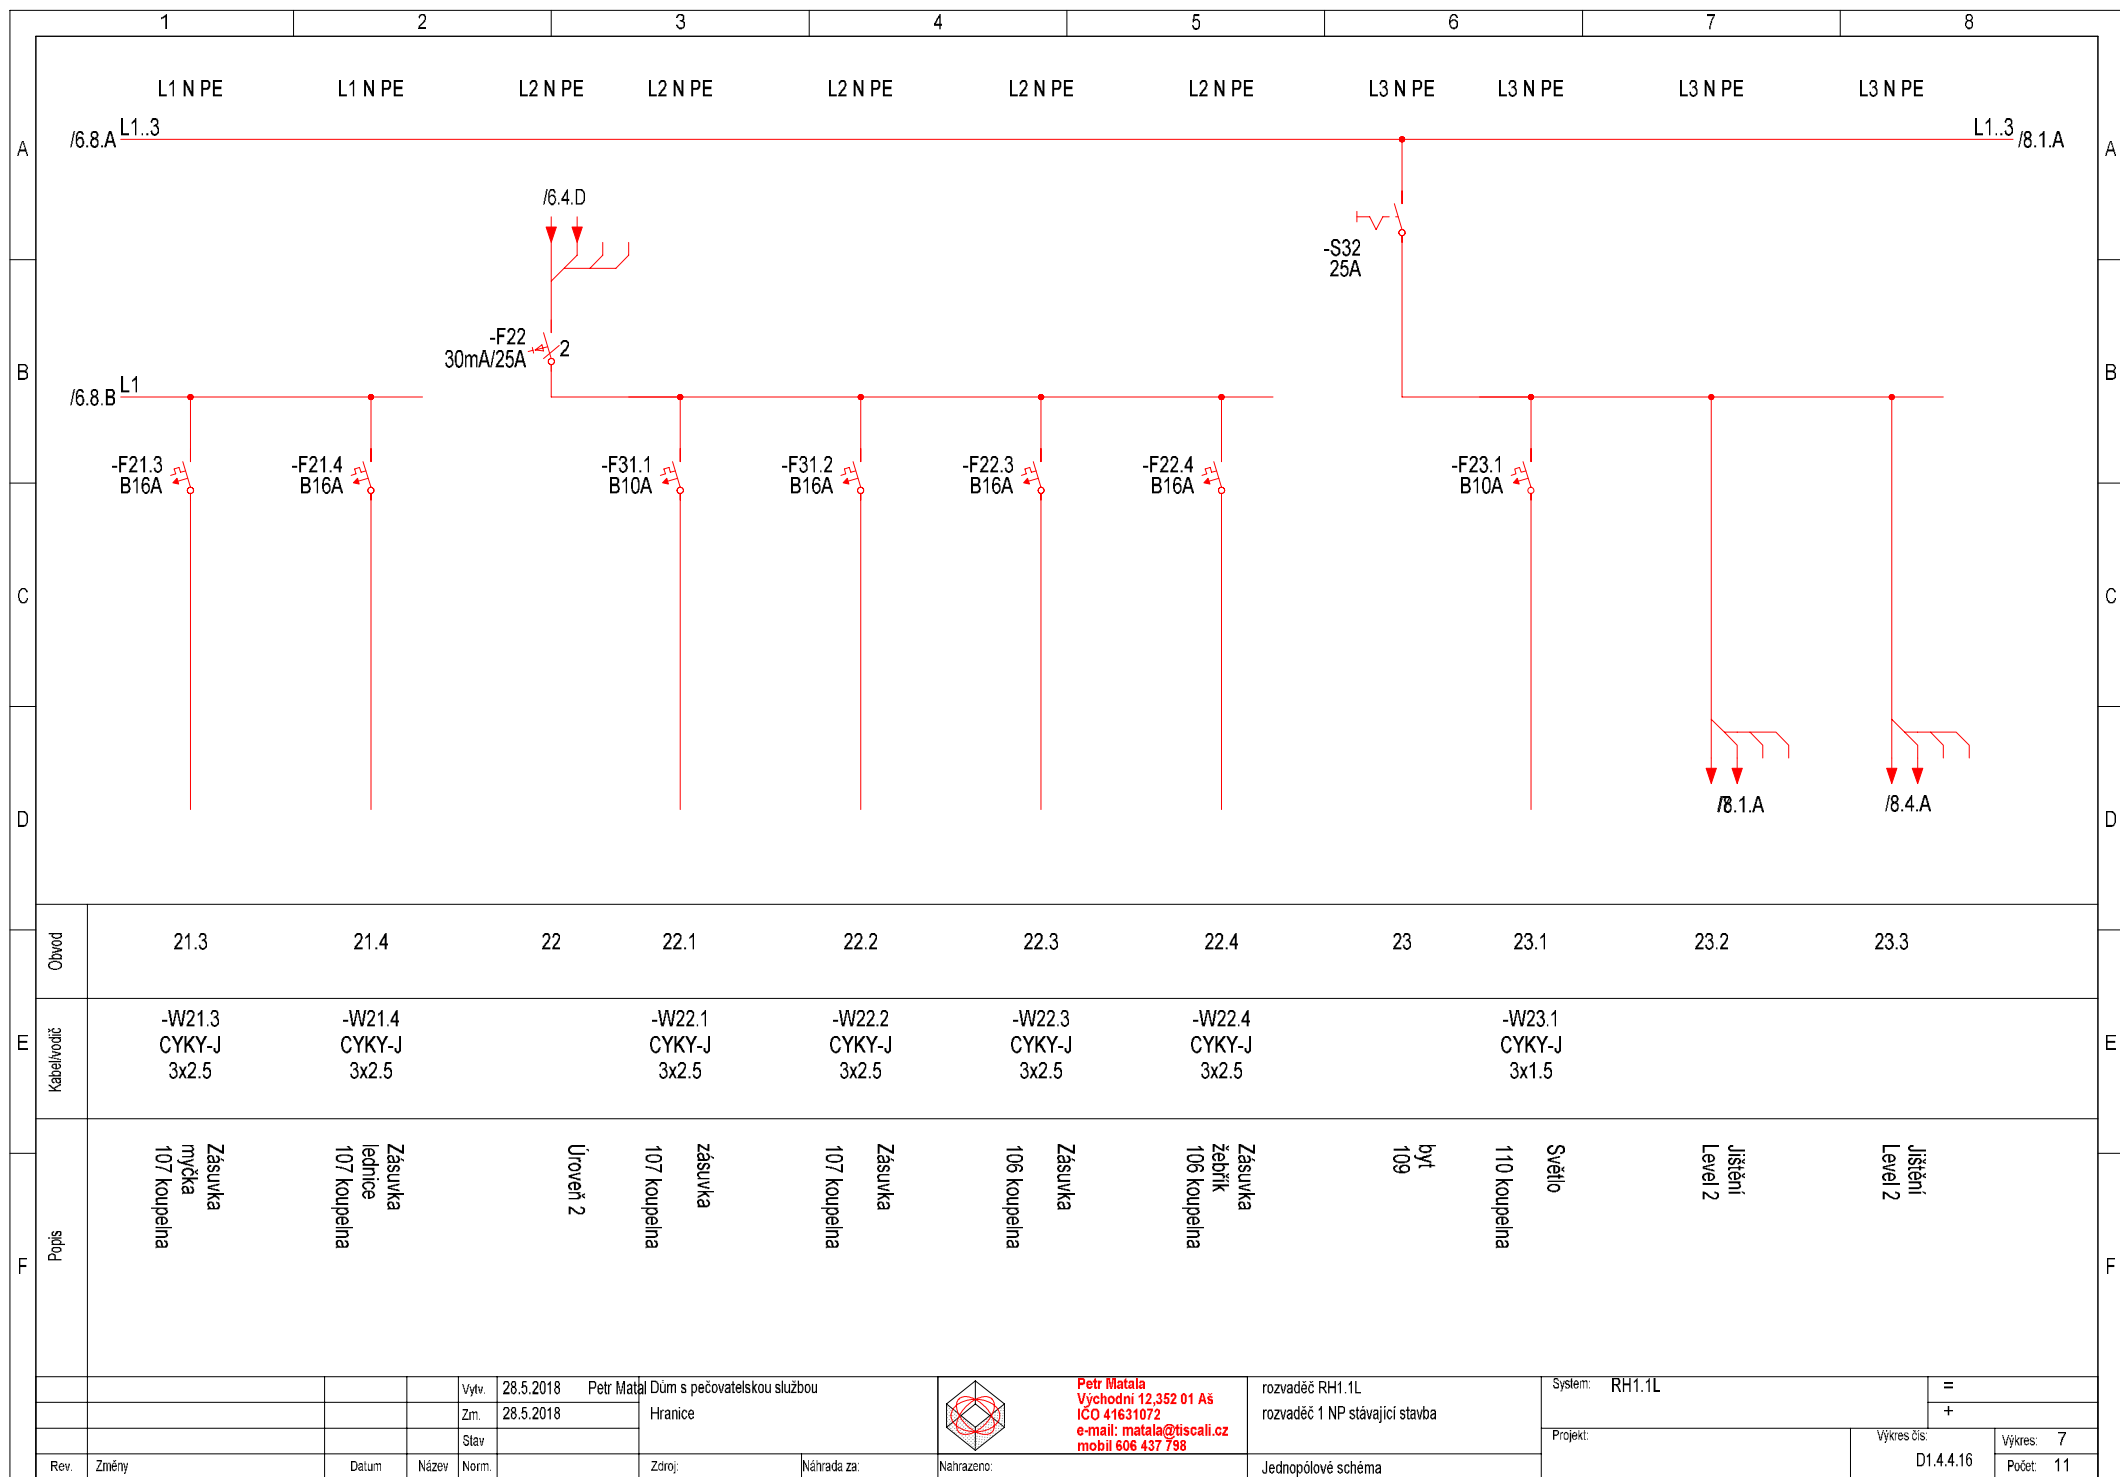 1 2 3 4 5 6 7 8
L1 N PE L1 N PE L2 N PE L2 N PE L2 N PE L2 N PE L2 N PE L3 N PE L3 N PE L3 N PE L3 N PE
/6.8.A L1..3 L1..3 /8.1.A
A A
/6.4.D
-S32
25A
-F22
30mA/25A 2
B B
/6.8.B L1
-F21.3 -F21.4 -F31.1 -F31.2 -F22.3 -F22.4 -F23.1
B16A B16A B10A B16A B16A B16A B10A
C C
/8.1.A /8.4.A
D D
Obvod 21.3 21.4 22 22.1 22.2 22.3 22.4 23 23.1 23.2 23.3
Kabel/vodič
-W21.3 -W21.4 -W22.1 -W22.2 -W22.3 -W22.4 -W23.1
CYKY-J CYKY-J CYKY-J CYKY-J CYKY-J CYKY-J CYKY-J
3x2.5 3x2.5 3x2.5 3x2.5 3x2.5 3x2.5 3x1.5
E E
Popis
Zásuvka
myčka
107 koupelna
Zásuvka
lednice
107 koupelna
Úroveň 2
zásuvka
107 koupelna
Zásuvka
107 koupelna
Zásuvka
106 koupelna
Zásuvka
žebřík
106 koupelna
byt
109
Světlo
110 koupelna
Jištění
Level 2
Jištění
Level 2
F F
Vytv. 28.5.2018 Petr Matal
Zm. 28.5.2018
Stav
Rev. Změny Datum Název Norm.
Dům s pečovatelskou službou
Hranice
Zdroj: Náhrada za: Nahrazeno:
Petr Matala
Východní 12,352 01 Aš
IČO 41631072
e-mail: matala@tiscali.cz
mobil 606 437 798
rozvaděč RH1.1L
rozvaděč 1 NP stávající stavba
Jednopólové schéma
System: RH1.1L
=
+
Projekt:
Výkres čís:
D1.4.4.16
Výkres: 7
Počet: 11